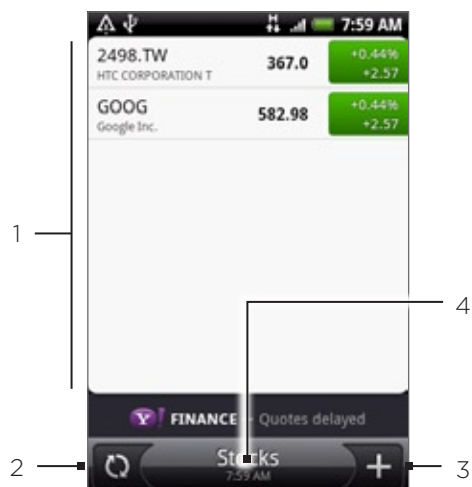 H 7:59 AM
2498.TW 367.0 +0.44%
HTC CORPORATION T +2.57
GOOG 582.98 +0.44%
Google Inc. +2.57
1
4
Y! FINANCE - Quotes delayed
2 Stocks 3
7:59 AM